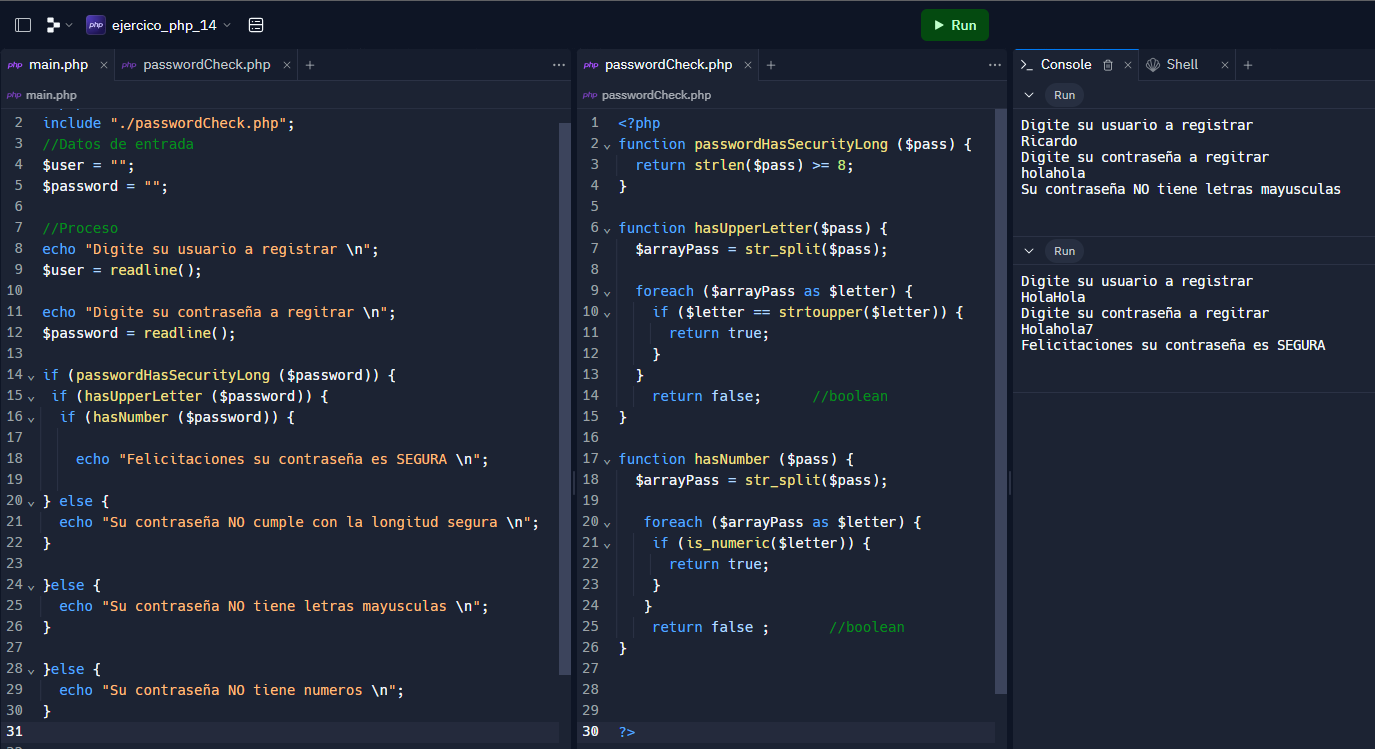 php ejercico_php_14
Run
php main.php × php passwordCheck.php × +
php main.php
2 include "./passwordCheck.php";
3 //Datos de entrada
4 $user = "";
5 $password = "";
6
7 //Proceso
8 echo "Digite su usuario a registrar \n";
9 $user = readline();
10
11 echo "Digite su contraseña a regitrar \n";
12 $password = readline();
13
14 if (passwordHasSecurityLong ($password)) {
15 if (hasUpperLetter ($password)) {
16 if (hasNumber ($password)) {
17
18 echo "Felicitaciones su contraseña es SEGURA \n";
19
20 } else {
21 echo "Su contraseña NO cumple con la longitud segura \n";
22 }
23
24 }else {
25 echo "Su contraseña NO tiene letras mayusculas \n";
26 }
27
28 }else {
29 echo "Su contraseña NO tiene numeros \n";
30 }
31
php passwordCheck.php × +
php passwordCheck.php
1 <?php
2 function passwordHasSecurityLong ($pass) {
3 return strlen($pass) >= 8;
4 }
5
6 function hasUpperLetter($pass) {
7 $arrayPass = str_split($pass);
8
9 foreach ($arrayPass as $letter) {
10 if ($letter == strtoupper($letter)) {
11 return true;
12 }
13 }
14 return false; //boolean
15 }
16
17 function hasNumber ($pass) {
18 $arrayPass = str_split($pass);
19
20 foreach ($arrayPass as $letter) {
21 if (is_numeric($letter)) {
22 return true;
23 }
24 }
25 return false ; //boolean
26 }
27
28
29
30 ?>
Console × Shell × +
Run
Digite su usuario a registrar
Ricardo
Digite su contraseña a regitrar
holahola
Su contraseña NO tiene letras mayusculas
Run
Digite su usuario a registrar
HolaHola
Digite su contraseña a regitrar
Holahola7
Felicitaciones su contraseña es SEGURA